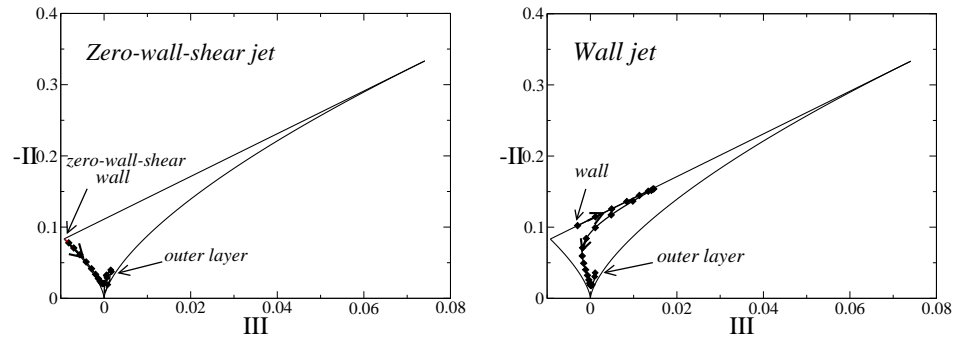 Zero-wall-shear jet
0.4
0.3
-II
0.2
0.1
0
zero-wall-shear
wall
outer layer
0
0.02
0.04
0.06
0.08
III
Wall jet
0.4
0.3
-II
0.2
0.1
0
wall
outer layer
0
0.02
0.04
0.06
0.08
III